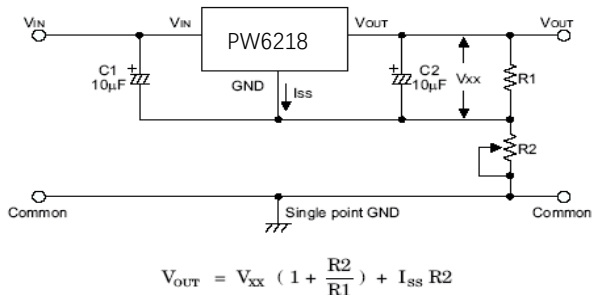 VIN VIN VOUT VOUT
PW6218
C1
10µF
GND
ISS
C2
10µF
VXX
R1
R2
Common Single point GND Common
VOUT = VXX ( 1 + R2/R1 ) + ISS R2